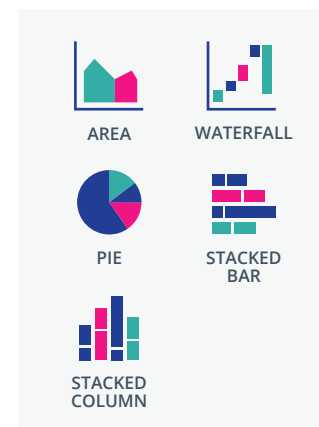 AREA
WATERFALL
PIE
STACKED
BAR
STACKED
COLUMN